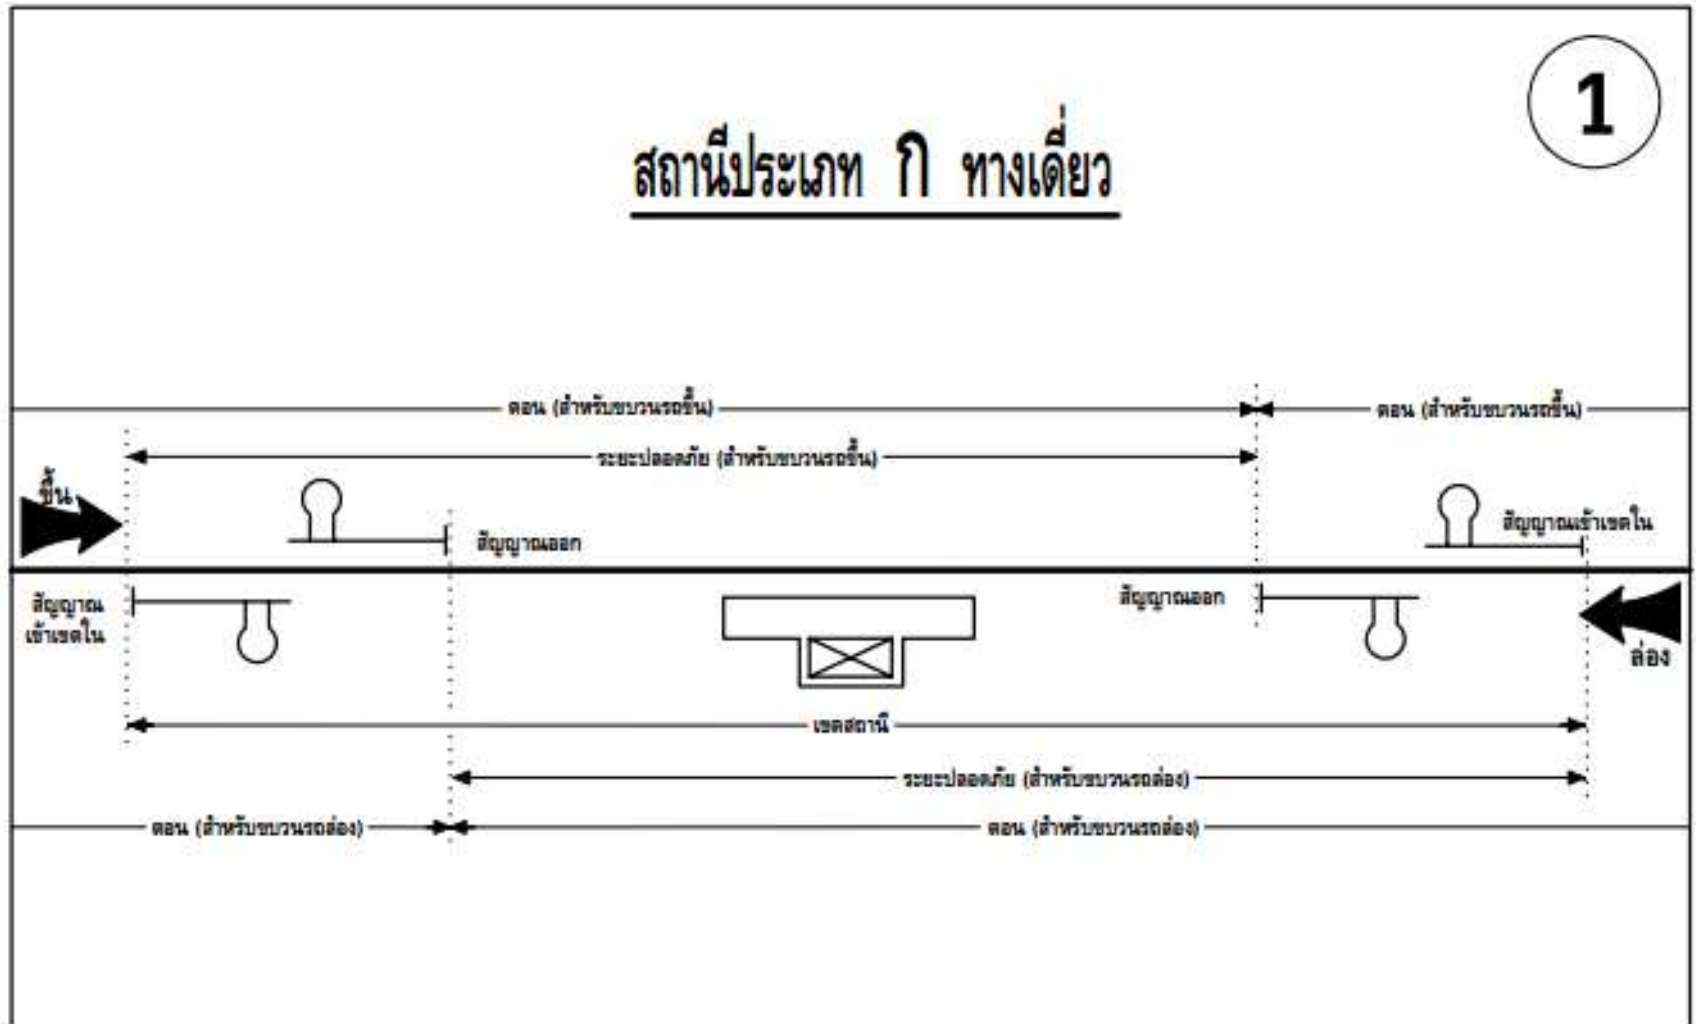 1
สถานีประเภท ก ทางเดี่ยว
ตอน (สำหรับขบวนรถขึ้น)
ตอน (สำหรับขบวนรถขึ้น)
ระยะปลอดภัย (สำหรับขบวนรถขึ้น)
ขึ้น
สัญญาณออก
สัญญาณเข้าเขตใน
สัญญาณ
เข้าเขตใน
สัญญาณออก
ล่อง
เขตสถานี
ระยะปลอดภัย (สำหรับขบวนรถล่อง)
ตอน (สำหรับขบวนรถล่อง)
ตอน (สำหรับขบวนรถล่อง)